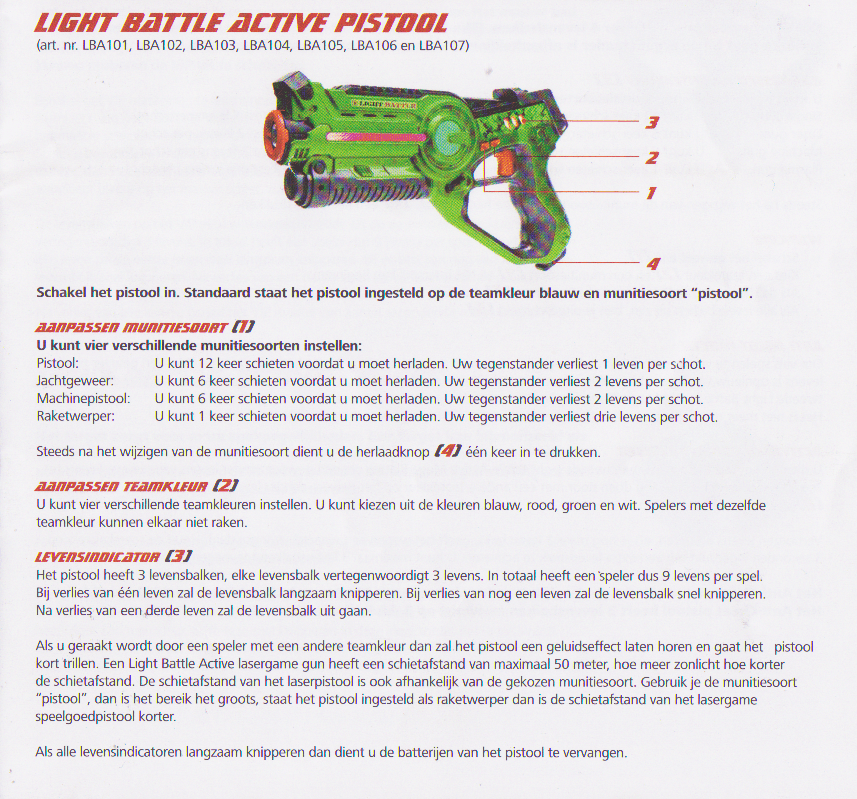 LIGHT BATTLE ACTIVE PISTOOL
(art. nr. LBA101, LBA102, LBA103, LBA104, LBA105, LBA106 en LBA107)
LIGHT BATTLE
3
2
1
4
Schakel het pistool in. Standaard staat het pistool ingesteld op de teamkleur blauw en munitiesoort “pistool”.
AANPASSEN MUNITIESOORT (1)
U kunt vier verschillende munitiesoorten instellen:
Pistool: U kunt 12 keer schieten voordat u moet herladen. Uw tegenstander verliest 1 leven per schot.
Jachtgeweer: U kunt 6 keer schieten voordat u moet herladen. Uw tegenstander verliest 2 levens per schot.
Machinepistool: U kunt 6 keer schieten voordat u moet herladen. Uw tegenstander verliest 2 levens per schot.
Raketwerper: U kunt 1 keer schieten voordat u moet herladen. Uw tegenstander verliest drie levens per schot.
Steeds na het wijzigen van de munitiesoort dient u de herlaadknop (4) één keer in te drukken.
AANPASSEN TEAMKLEUR (2)
U kunt vier verschillende teamkleuren instellen. U kunt kiezen uit de kleuren blauw, rood, groen en wit. Spelers met dezelfde
teamkleur kunnen elkaar niet raken.
LEVENSINDICATOR (3)
Het pistool heeft 3 levensbalken, elke levensbalk vertegenwoordigt 3 levens. In totaal heeft een speler dus 9 levens per spel.
Bij verlies van één leven zal de levensbalk langzaam knipperen. Bij verlies van nog een leven zal de levensbalk snel knipperen.
Na verlies van een derde leven zal de levensbalk uit gaan.
Als u geraakt wordt door een speler met een andere teamkleur dan zal het pistool een geluidseffect laten horen en gaat het pistool
kort trillen. Een Light Battle Active lasergame gun heeft een schietafstand van maximaal 50 meter, hoe meer zonlicht hoe korter
de schietafstand. De schietafstand van het laserpistool is ook afhankelijk van de gekozen munitiesoort. Gebruik je de munitiesoort
“pistool”, dan is het bereik het groots, staat het pistool ingesteld als raketwerper dan is de schietafstand van het lasergame
speelgoedpistool korter.
Als alle levensindicatoren langzaam knipperen dan dient u de batterijen van het pistool te vervangen.